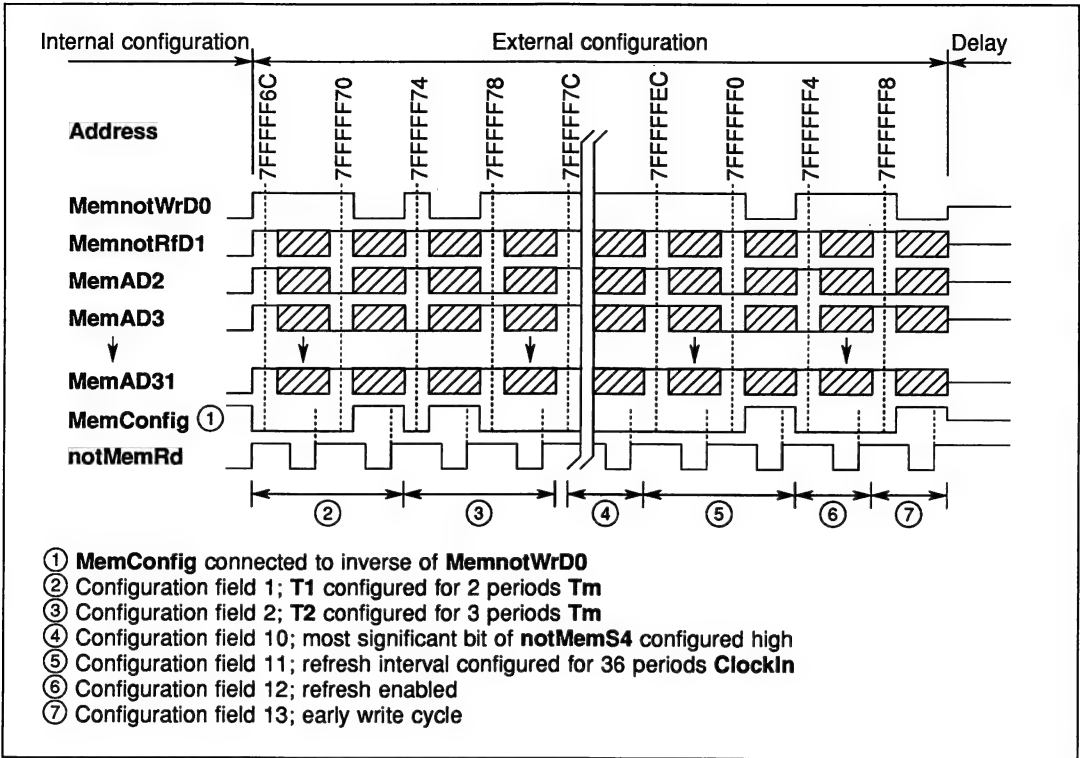 Internal configuration
External configuration
Delay
Address
7FFFFF6C
7FFFFF70
7FFFFF74
7FFFFF78
7FFFFF7C
7FFFFFEC
7FFFFFF0
7FFFFFF4
7FFFFFF8
MemnotWrD0
MemnotRfD1
MemAD2
MemAD3
MemAD31
MemConfig ①
notMemRd
② ③ ④ ⑤ ⑥ ⑦
① MemConfig connected to inverse of MemnotWrD0
② Configuration field 1; T1 configured for 2 periods Tm
③ Configuration field 2; T2 configured for 3 periods Tm
④ Configuration field 10; most significant bit of notMemS4 configured high
⑤ Configuration field 11; refresh interval configured for 36 periods ClockIn
⑥ Configuration field 12; refresh enabled
⑦ Configuration field 13; early write cycle